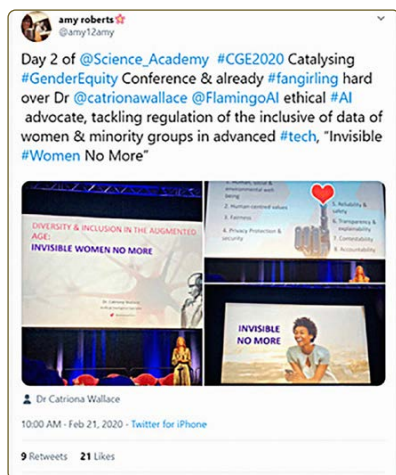 amy roberts
@amy12amy
Day 2 of @Science_Academy #CGE2020 Catalysing
#GenderEquity Conference & already #fangirling hard
over Dr @catrionawallace @FlamingoAI ethical #AI
advocate, tackling regulation of the inclusive of data of
women & minority groups in advanced #tech, "Invisible
#Women No More"
DIVERSITY & INCLUSION IN THE AUGMENTED
AGE:
INVISIBLE WOMEN NO MORE
Dr Catriona Wallace
environmental well
being
2. Human centred values
3. Fairness
4. Privacy Protection &
security
5. Reliability &
safety
6. Transparency &
explainability
7. Contestability
8. Accountability
INVISIBLE
NO MORE
Dr Catriona Wallace
10:00 AM - Feb 21, 2020 - Twitter for iPhone
9 Retweets 21 Likes